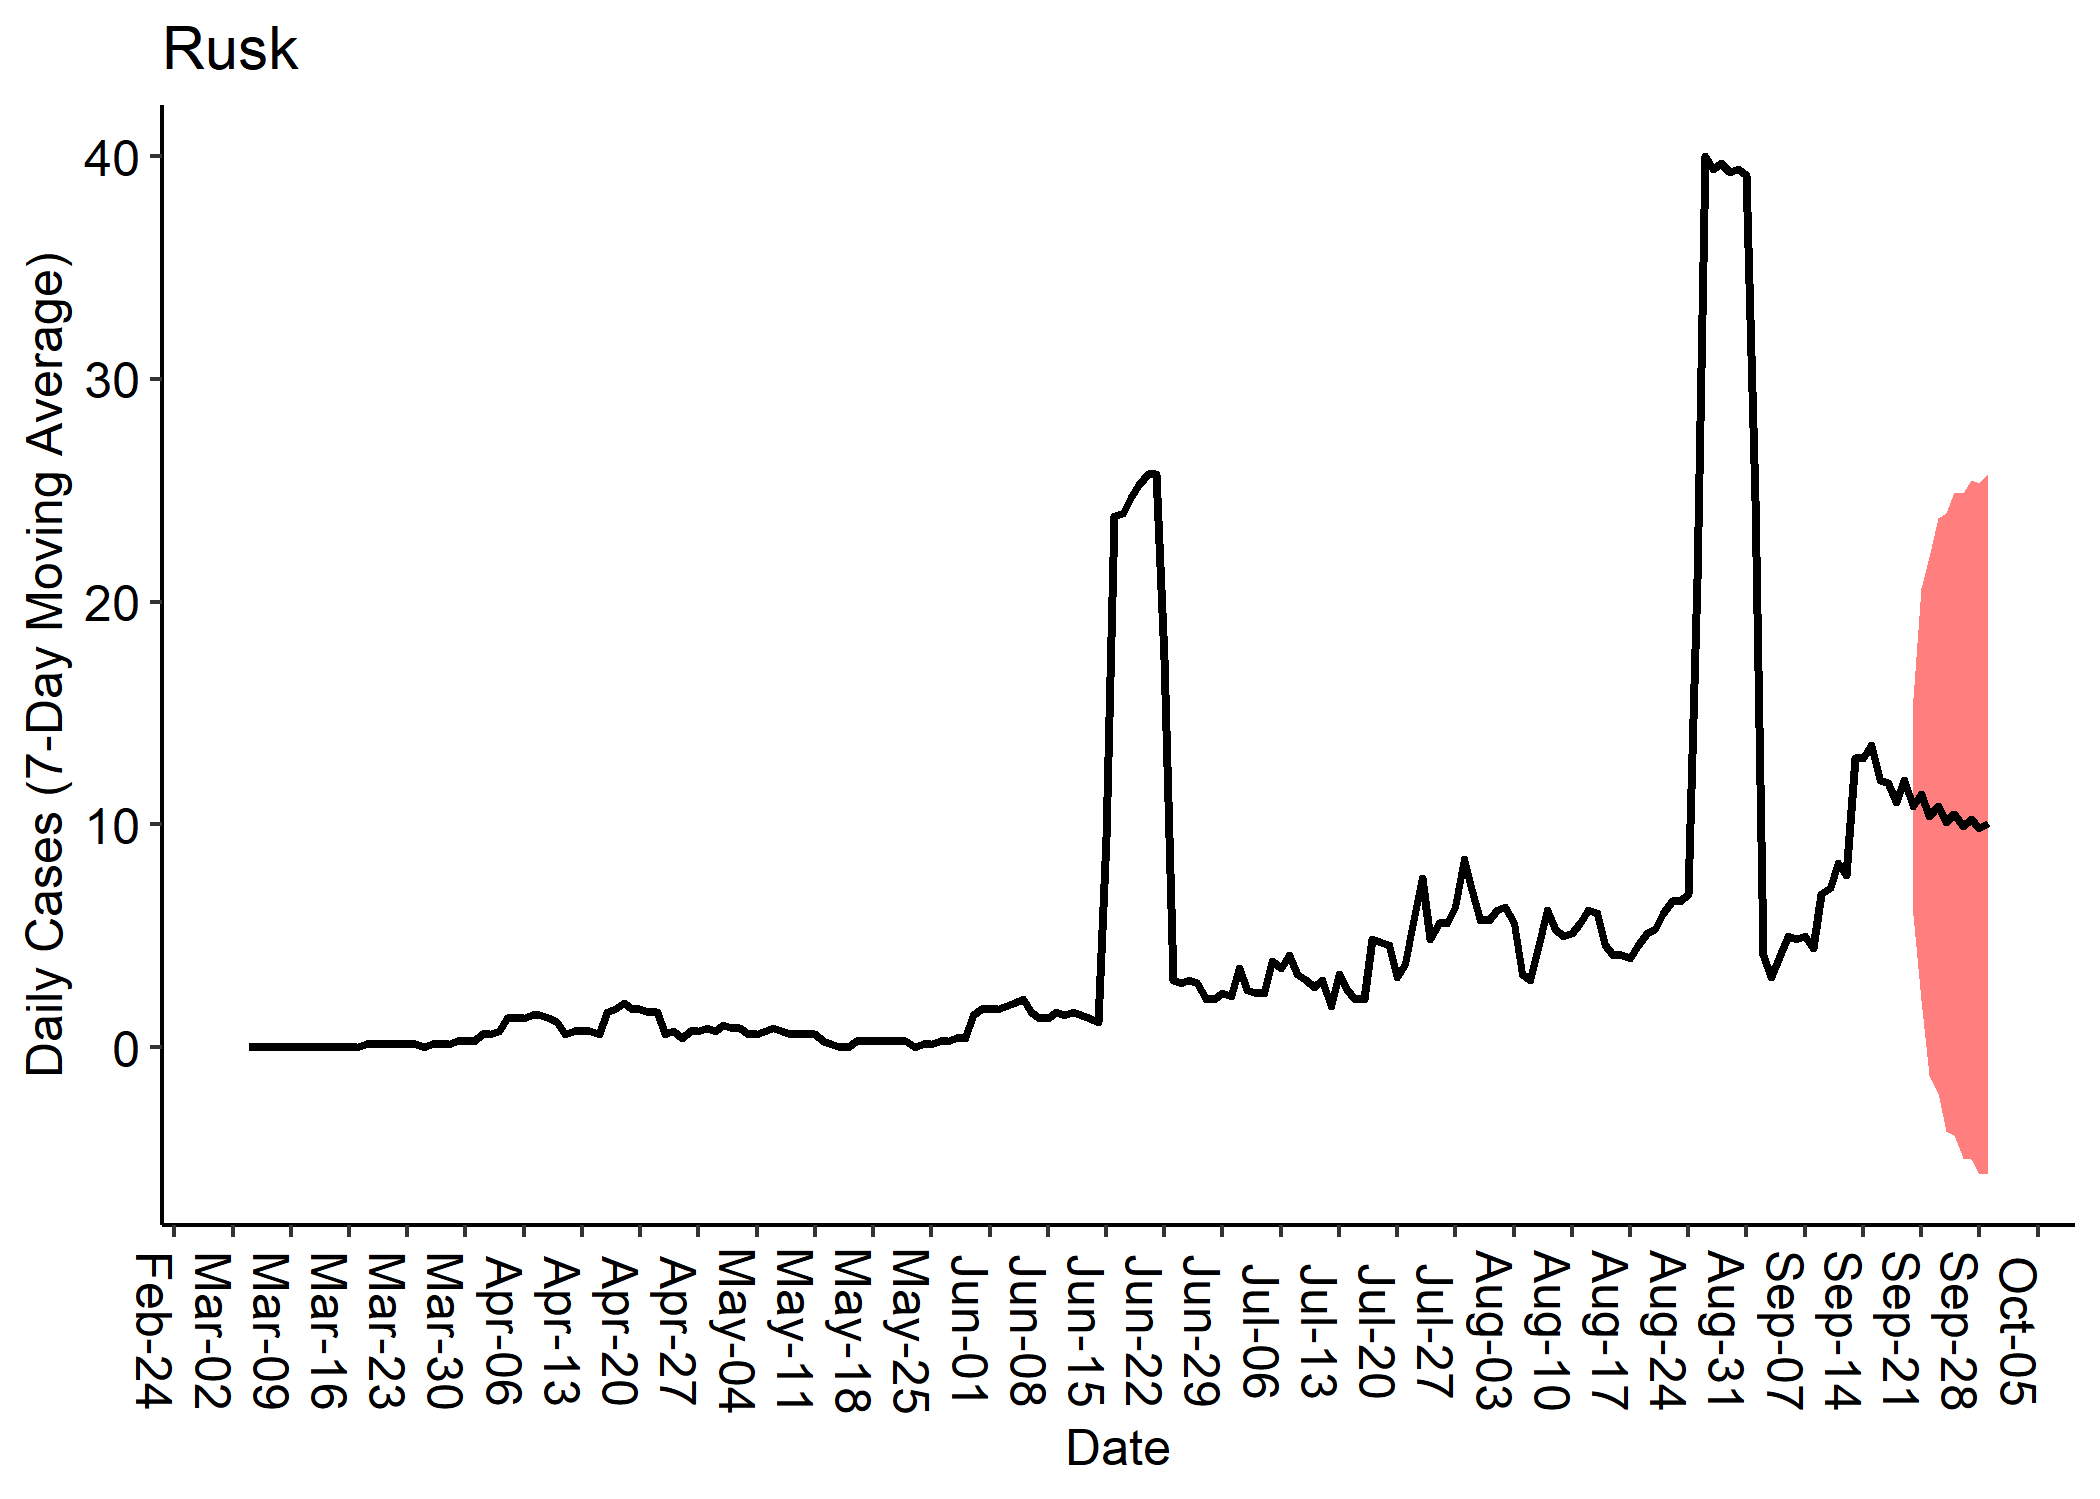 Rusk
Daily Cases (7-Day Moving Average)
40
30
20
10
0
Feb-24
Mar-02
Mar-09
Mar-16
Mar-23
Mar-30
Apr-06
Apr-13
Apr-20
Apr-27
May-04
May-11
May-18
May-25
Jun-01
Jun-08
Jun-15
Jun-22
Jun-29
Jul-06
Jul-13
Jul-20
Jul-27
Aug-03
Aug-10
Aug-17
Aug-24
Aug-31
Sep-07
Sep-14
Sep-21
Sep-28
Oct-05
Date